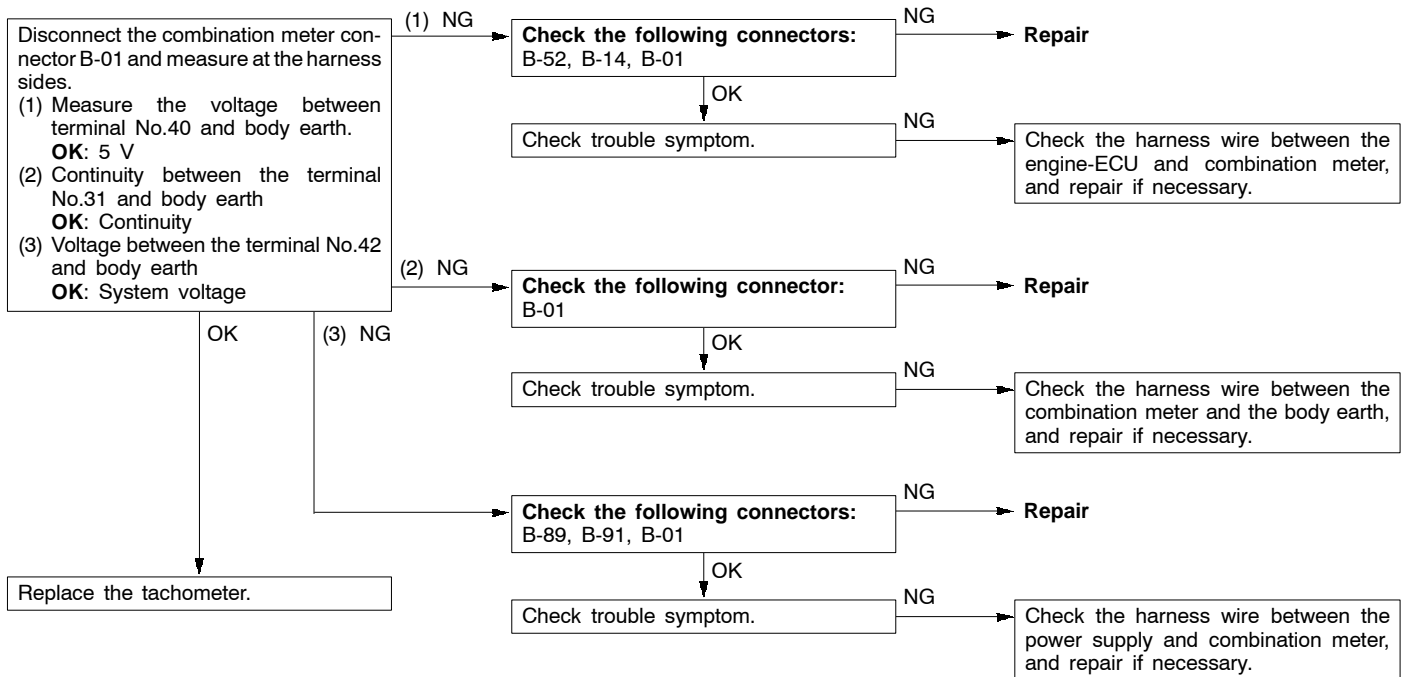 Disconnect the combination meter con-
nector B-01 and measure at the harness
sides.
(1) Measure the voltage between
terminal No.40 and body earth.
OK: 5 V
(2) Continuity between the terminal
No.31 and body earth
OK: Continuity
(3) Voltage between the terminal No.42
and body earth
OK: System voltage
(1) NG
Check the following connectors:
B-52, B-14, B-01
NG
Repair
OK
Check trouble symptom.
NG
Check the harness wire between the
engine-ECU and combination meter,
and repair if necessary.
(2) NG
Check the following connector:
B-01
NG
Repair
OK
Check trouble symptom.
NG
Check the harness wire between the
combination meter and the body earth,
and repair if necessary.
OK
(3) NG
Check the following connectors:
B-89, B-91, B-01
NG
Repair
OK
Check trouble symptom.
NG
Check the harness wire between the
power supply and combination meter,
and repair if necessary.
Replace the tachometer.